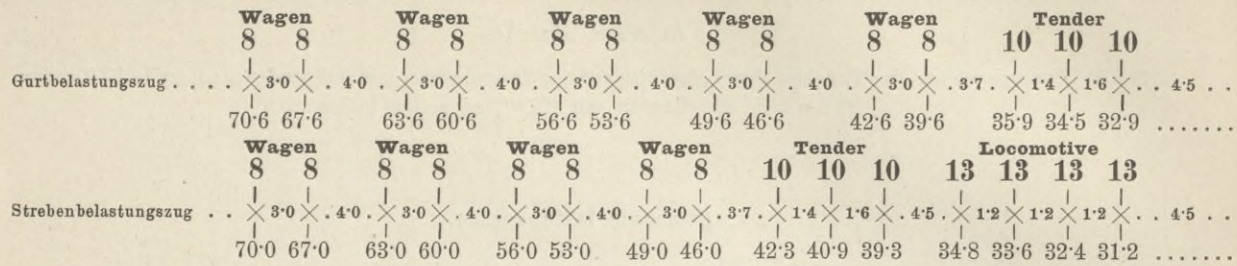 Wagen Wagen Wagen Wagen Wagen Tender
8 8 8 8 8 8 8 8 8 8 10 10 10
Gurtbelastungszug . . . . × 3·0 × . 4·0 . × 3·0 × . 4·0 . × 3·0 × . 4·0 . × 3·0 × . 4·0 . × 3·0 × . 3·7 . × 1·4 × 1·6 × . . 4·5 . .
70·6 67·6 63·6 60·6 56·6 53·6 49·6 46·6 42·6 39·6 35·9 34·5 32·9 .......
Wagen Wagen Wagen Wagen Tender Locomotive
8 8 8 8 8 8 8 8 10 10 10 13 13 13 13
Strebenbelastungszug . . × 3·0 × . 4·0 . × 3·0 × . 4·0 . × 3·0 × . 4·0 . × 3·0 × . 3·7 . × 1·4 × 1·6 × . 4·5 . × 1·2 × 1·2 × 1·2 × . . 4·5 . .
70·0 67·0 63·0 60·0 56·0 53·0 49·0 46·0 42·3 40·9 39·3 34·8 33·6 32·4 31·2 .......